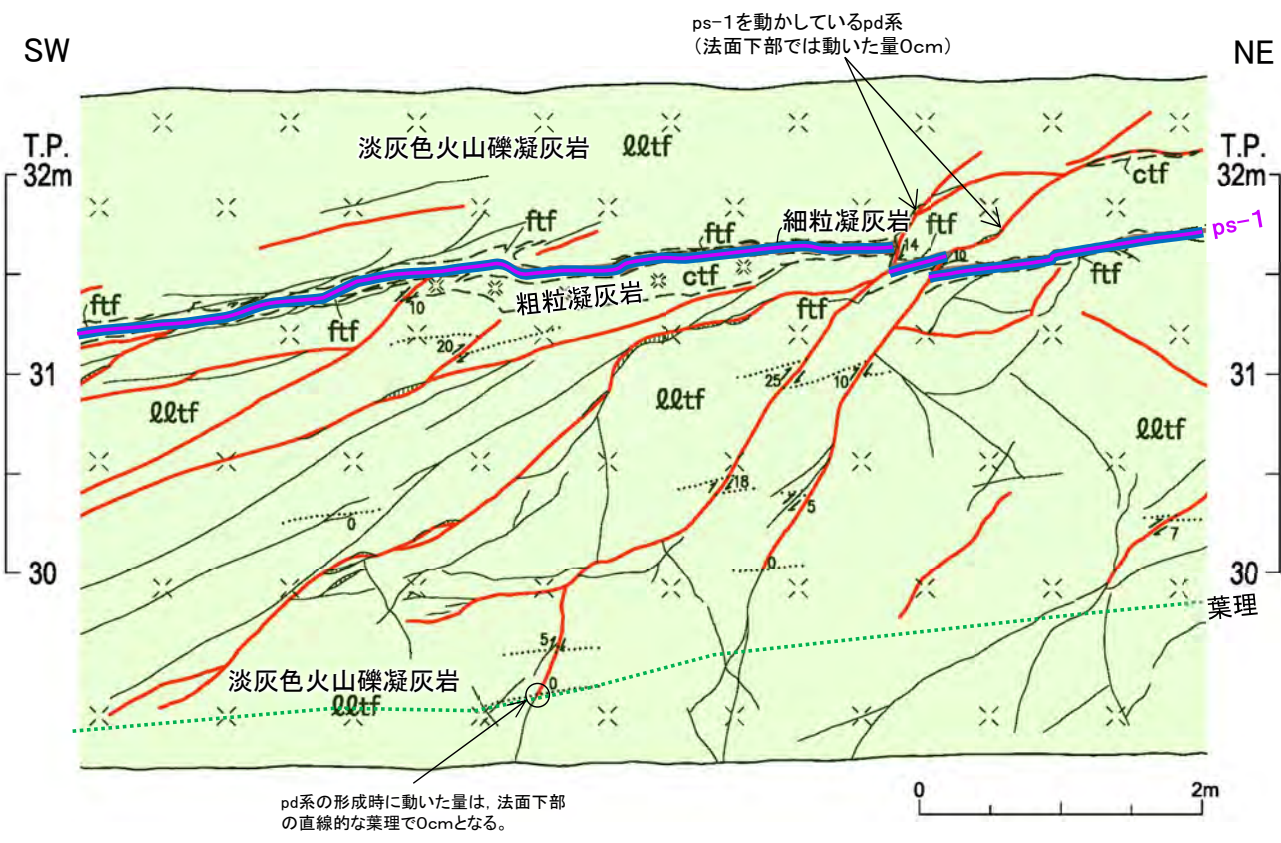 ps-1を動かしているpd系
（法面下部では動いた量0cm）
SW
NE
T.P.
32m
T.P.
32m
淡灰色火山礫凝灰岩
lltf
ctf
ftf
ftf
細粒凝灰岩
ftf
ps-1
14
10
ctf
ftf
ftf
粗粒凝灰岩
10
ftf
ftf
20
31
25
10
31
lltf
lltf
lltf
18
5
0
7
30
0
30
葉理
5
淡灰色火山礫凝灰岩
0
lltf
pd系の形成時に動いた量は，法面下部
の直線的な葉理で0cmとなる。
0
2m